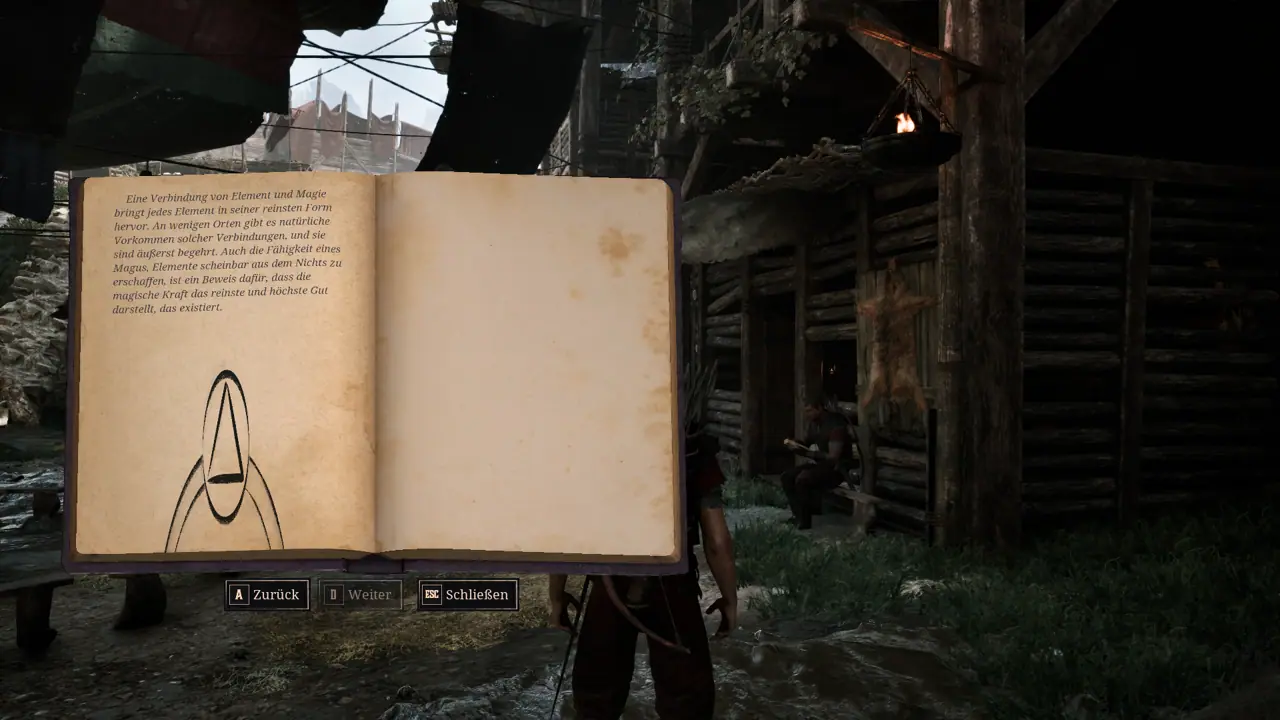 Eine Verbindung von Element und Magie
bringt jedes Element in seiner reinsten Form
hervor. An wenigen Orten gibt es natürliche
Vorkommen solcher Verbindungen, und sie
sind äußerst begehrt. Auch die Fähigkeit eines
Magus, Elemente scheinbar aus dem Nichts zu
erschaffen, ist ein Beweis dafür, dass die
magische Kraft das reinste und höchste Gut
darstellt, das existiert.
A Zurück
D Weiter
ESC Schließen